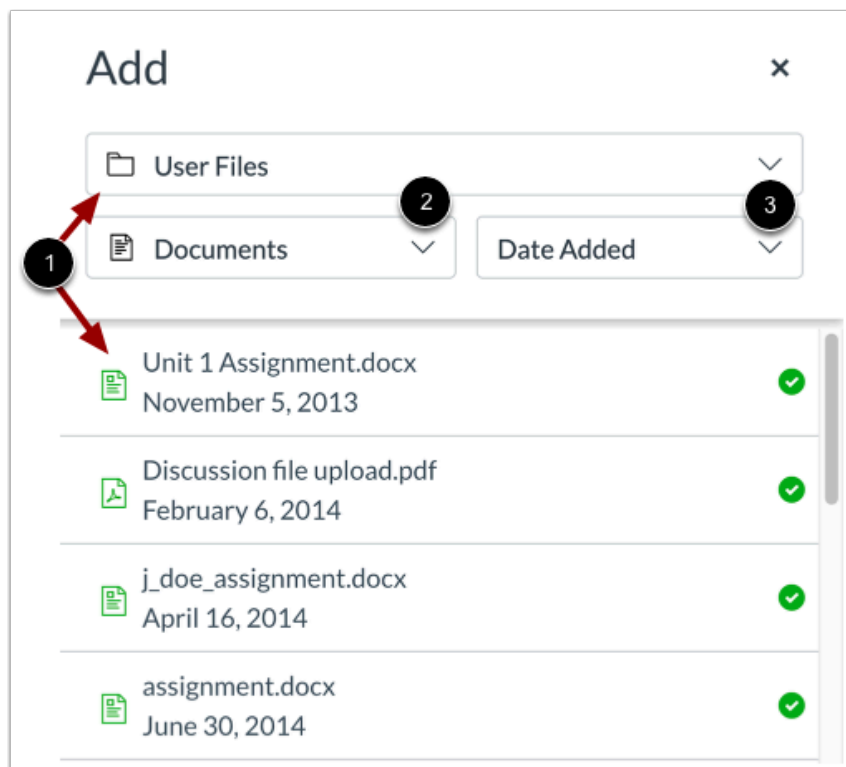 Add
User Files
2
3
1
Documents
Date Added
Unit 1 Assignment.docx
November 5, 2013
Discussion file upload.pdf
February 6, 2014
j_doe_assignment.docx
April 16, 2014
assignment.docx
June 30, 2014